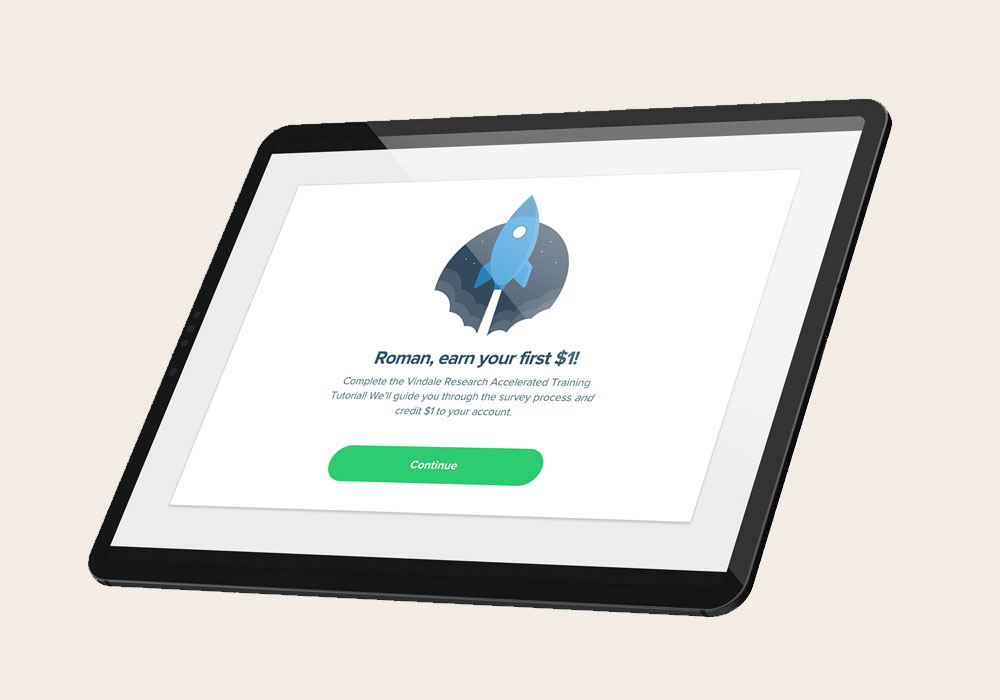 Roman, earn your first $1!
Complete the Vindale Research Accelerated Training
Tutorial! We'll guide you through the survey process and
credit $1 to your account.
Continue